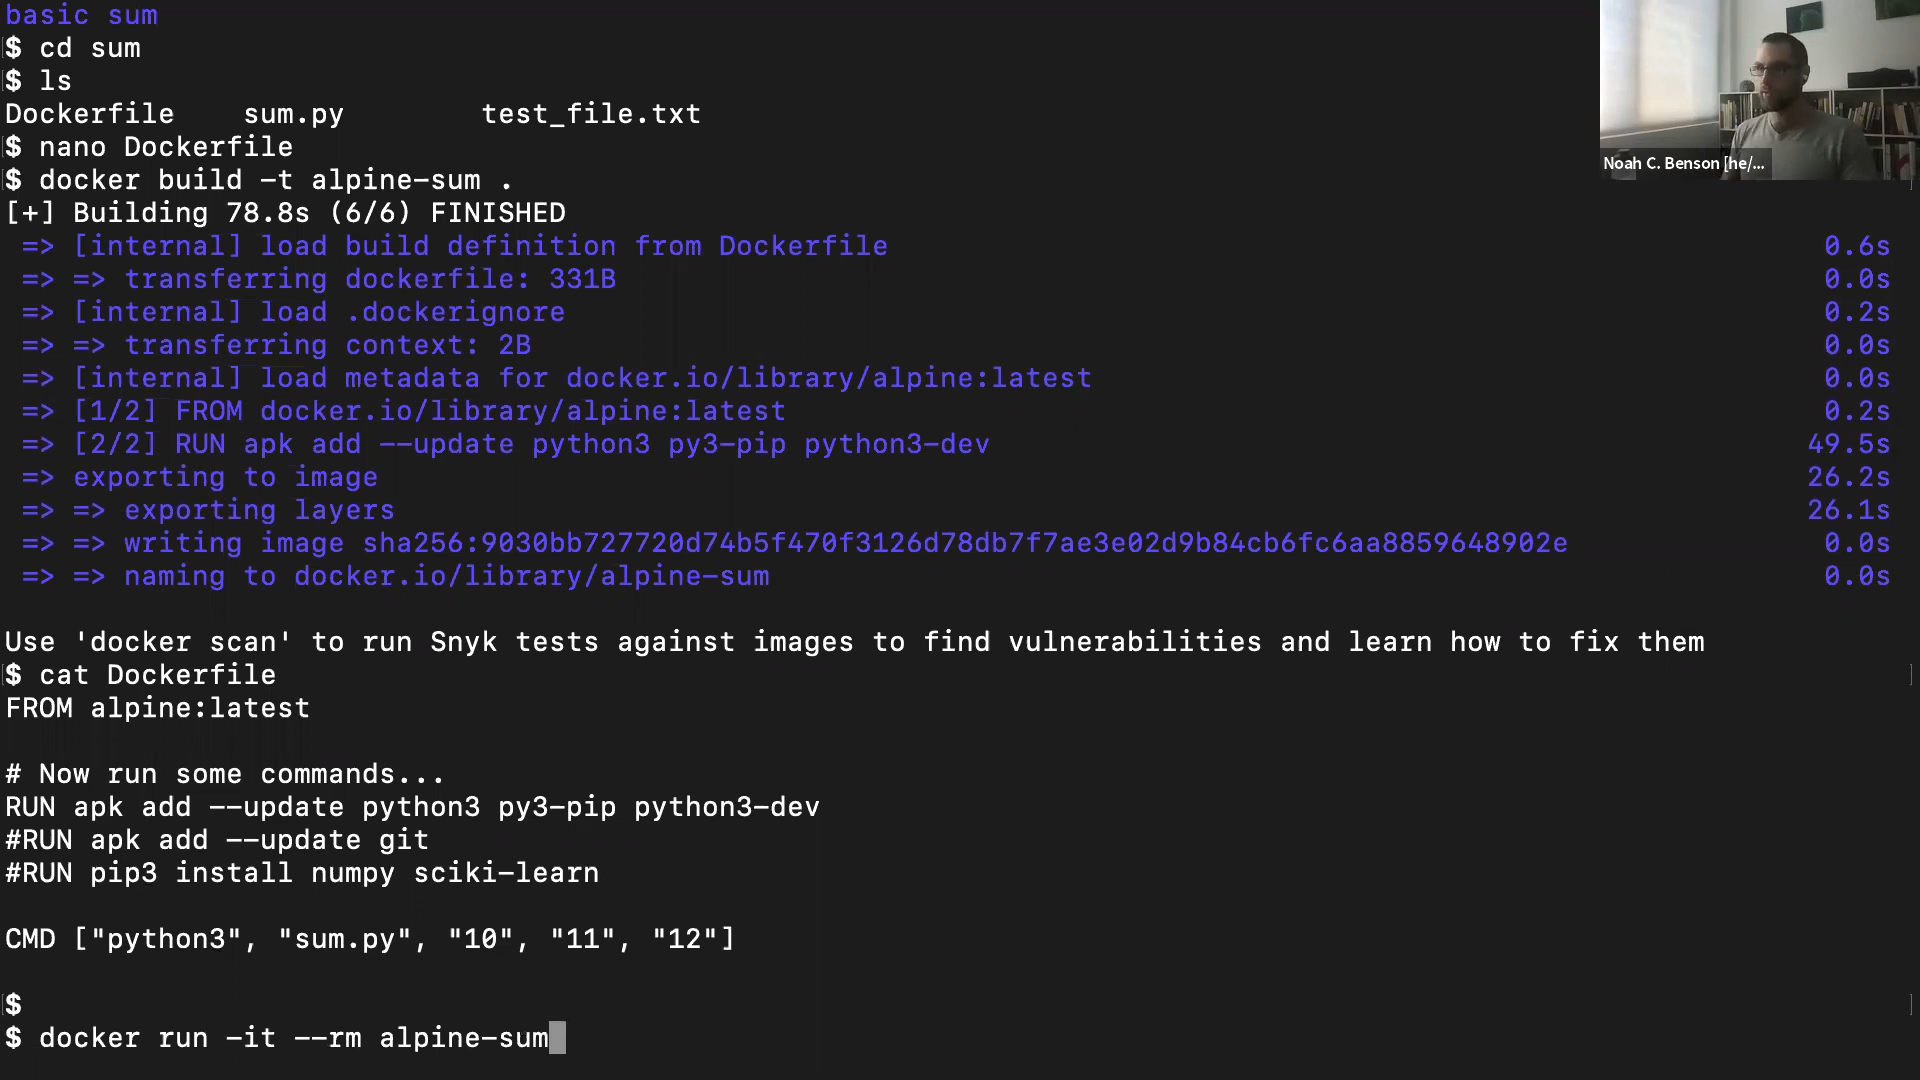 basic sum
$ cd sum
$ ls
Dockerfile    sum.py        test_file.txt
$ nano Dockerfile
$ docker build -t alpine-sum .
[+] Building 78.8s (6/6) FINISHED
=> [internal] load build definition from Dockerfile 0.6s
=> => transferring dockerfile: 331B 0.0s
=> [internal] load .dockerignore 0.2s
=> => transferring context: 2B 0.0s
=> [internal] load metadata for docker.io/library/alpine:latest 0.0s
=> [1/2] FROM docker.io/library/alpine:latest 0.2s
=> [2/2] RUN apk add --update python3 py3-pip python3-dev 49.5s
=> exporting to image 26.2s
=> => exporting layers 26.1s
=> => writing image sha256:9030bb727720d74b5f470f3126d78db7f7ae3e02d9b84cb6fc6aa8859648902e 0.0s
=> => naming to docker.io/library/alpine-sum 0.0s
Use 'docker scan' to run Snyk tests against images to find vulnerabilities and learn how to fix them
$ cat Dockerfile
FROM alpine:latest
# Now run some commands...
RUN apk add --update python3 py3-pip python3-dev
#RUN apk add --update git
#RUN pip3 install numpy sciki-learn
CMD ["python3", "sum.py", "10", "11", "12"]
$
$ docker run -it --rm alpine-sum
Noah C. Benson [he/...